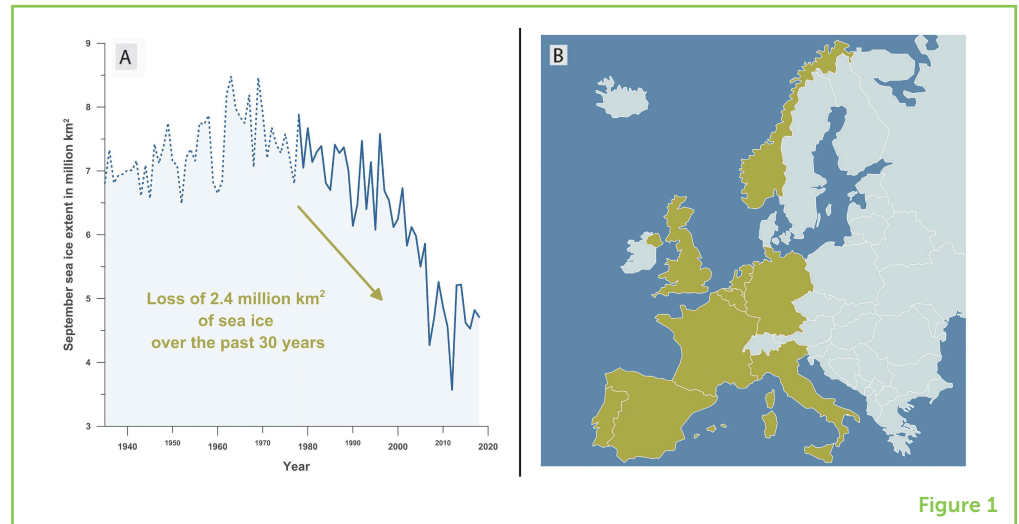 A
9
8
7
6
5
4
3
September sea ice extent in million km²
Loss of 2.4 million km²
of sea ice
over the past 30 years
1940
1950
1960
1970
1980
1990
2000
2010
2020
Year
B
Figure 1